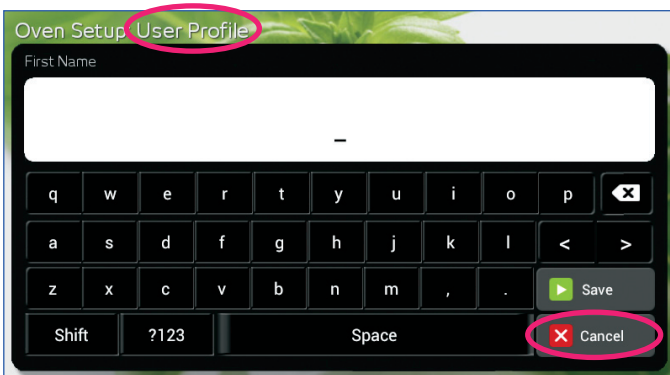 Oven Setup: User Profile
First Name
_
q w e r t y u i o p
a s d f g h j k l < >
z x c v b n m , . Save
Shift ?123 Space Cancel